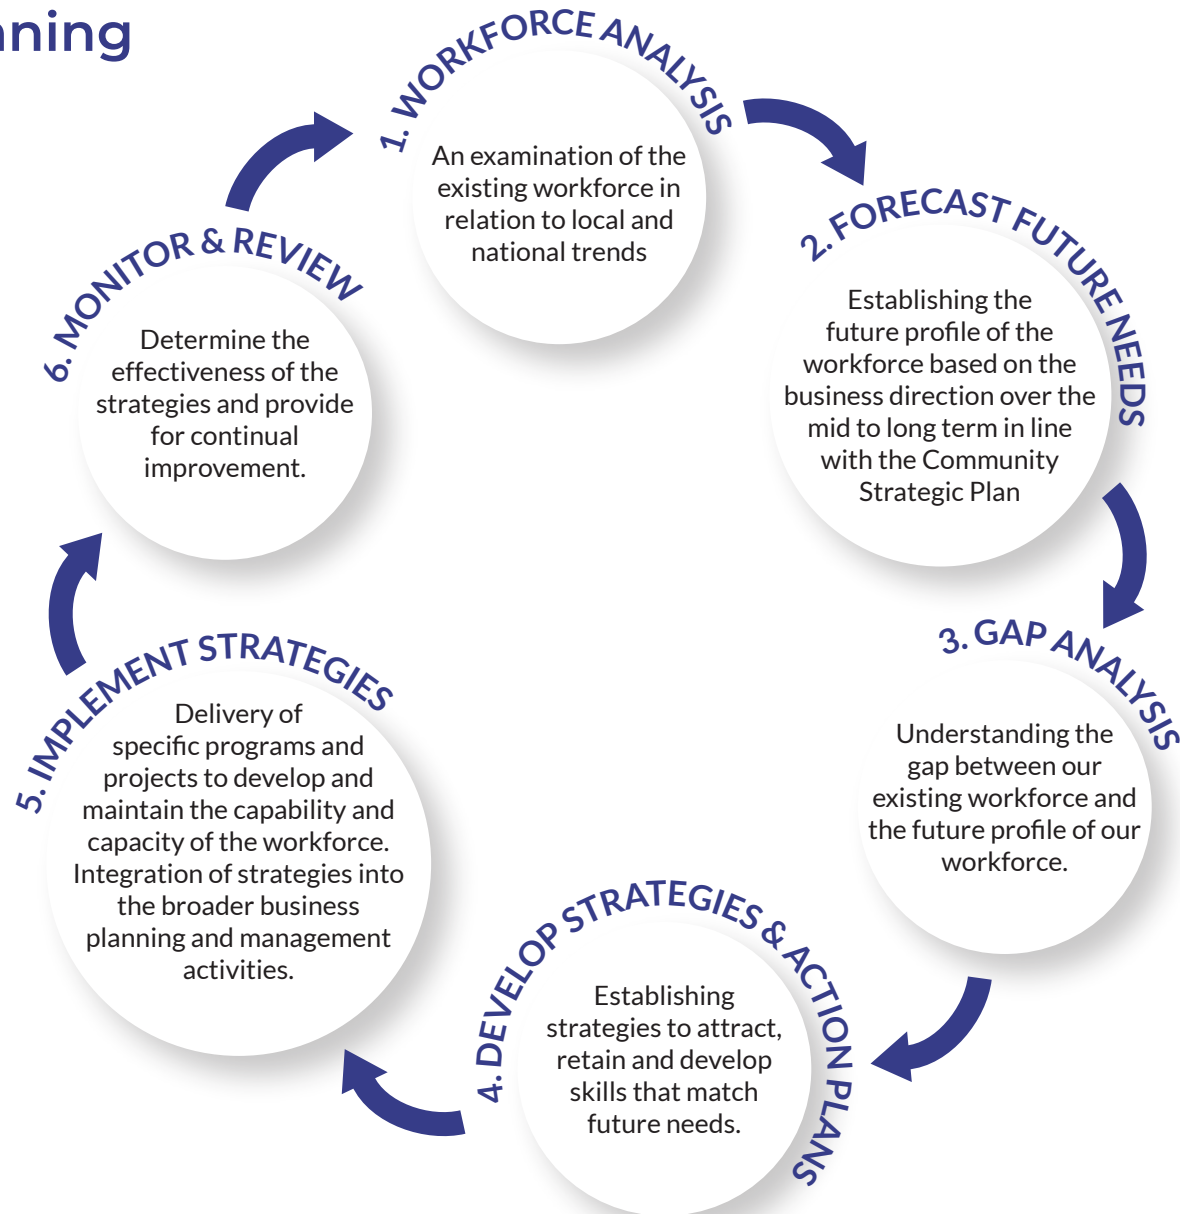 nning
1. WORKFORCE ANALYSIS
An examination of the
existing workforce in
relation to local and
national trends
2. FORECAST FUTURE NEEDS
Establishing the
future profile of the
workforce based on the
business direction over the
mid to long term in line
with the Community
Strategic Plan
3. GAP ANALYSIS
Understanding the
gap between our
existing workforce and
the future profile of our
workforce.
4. DEVELOP STRATEGIES & ACTION PLANS
Establishing
strategies to attract,
retain and develop
skills that match
future needs.
5. IMPLEMENT STRATEGIES
Delivery of
specific programs and
projects to develop and
maintain the capability and
capacity of the workforce.
Integration of strategies into
the broader business
planning and management
activities.
6. MONITOR & REVIEW
Determine the
effectiveness of the
strategies and provide
for continual
improvement.